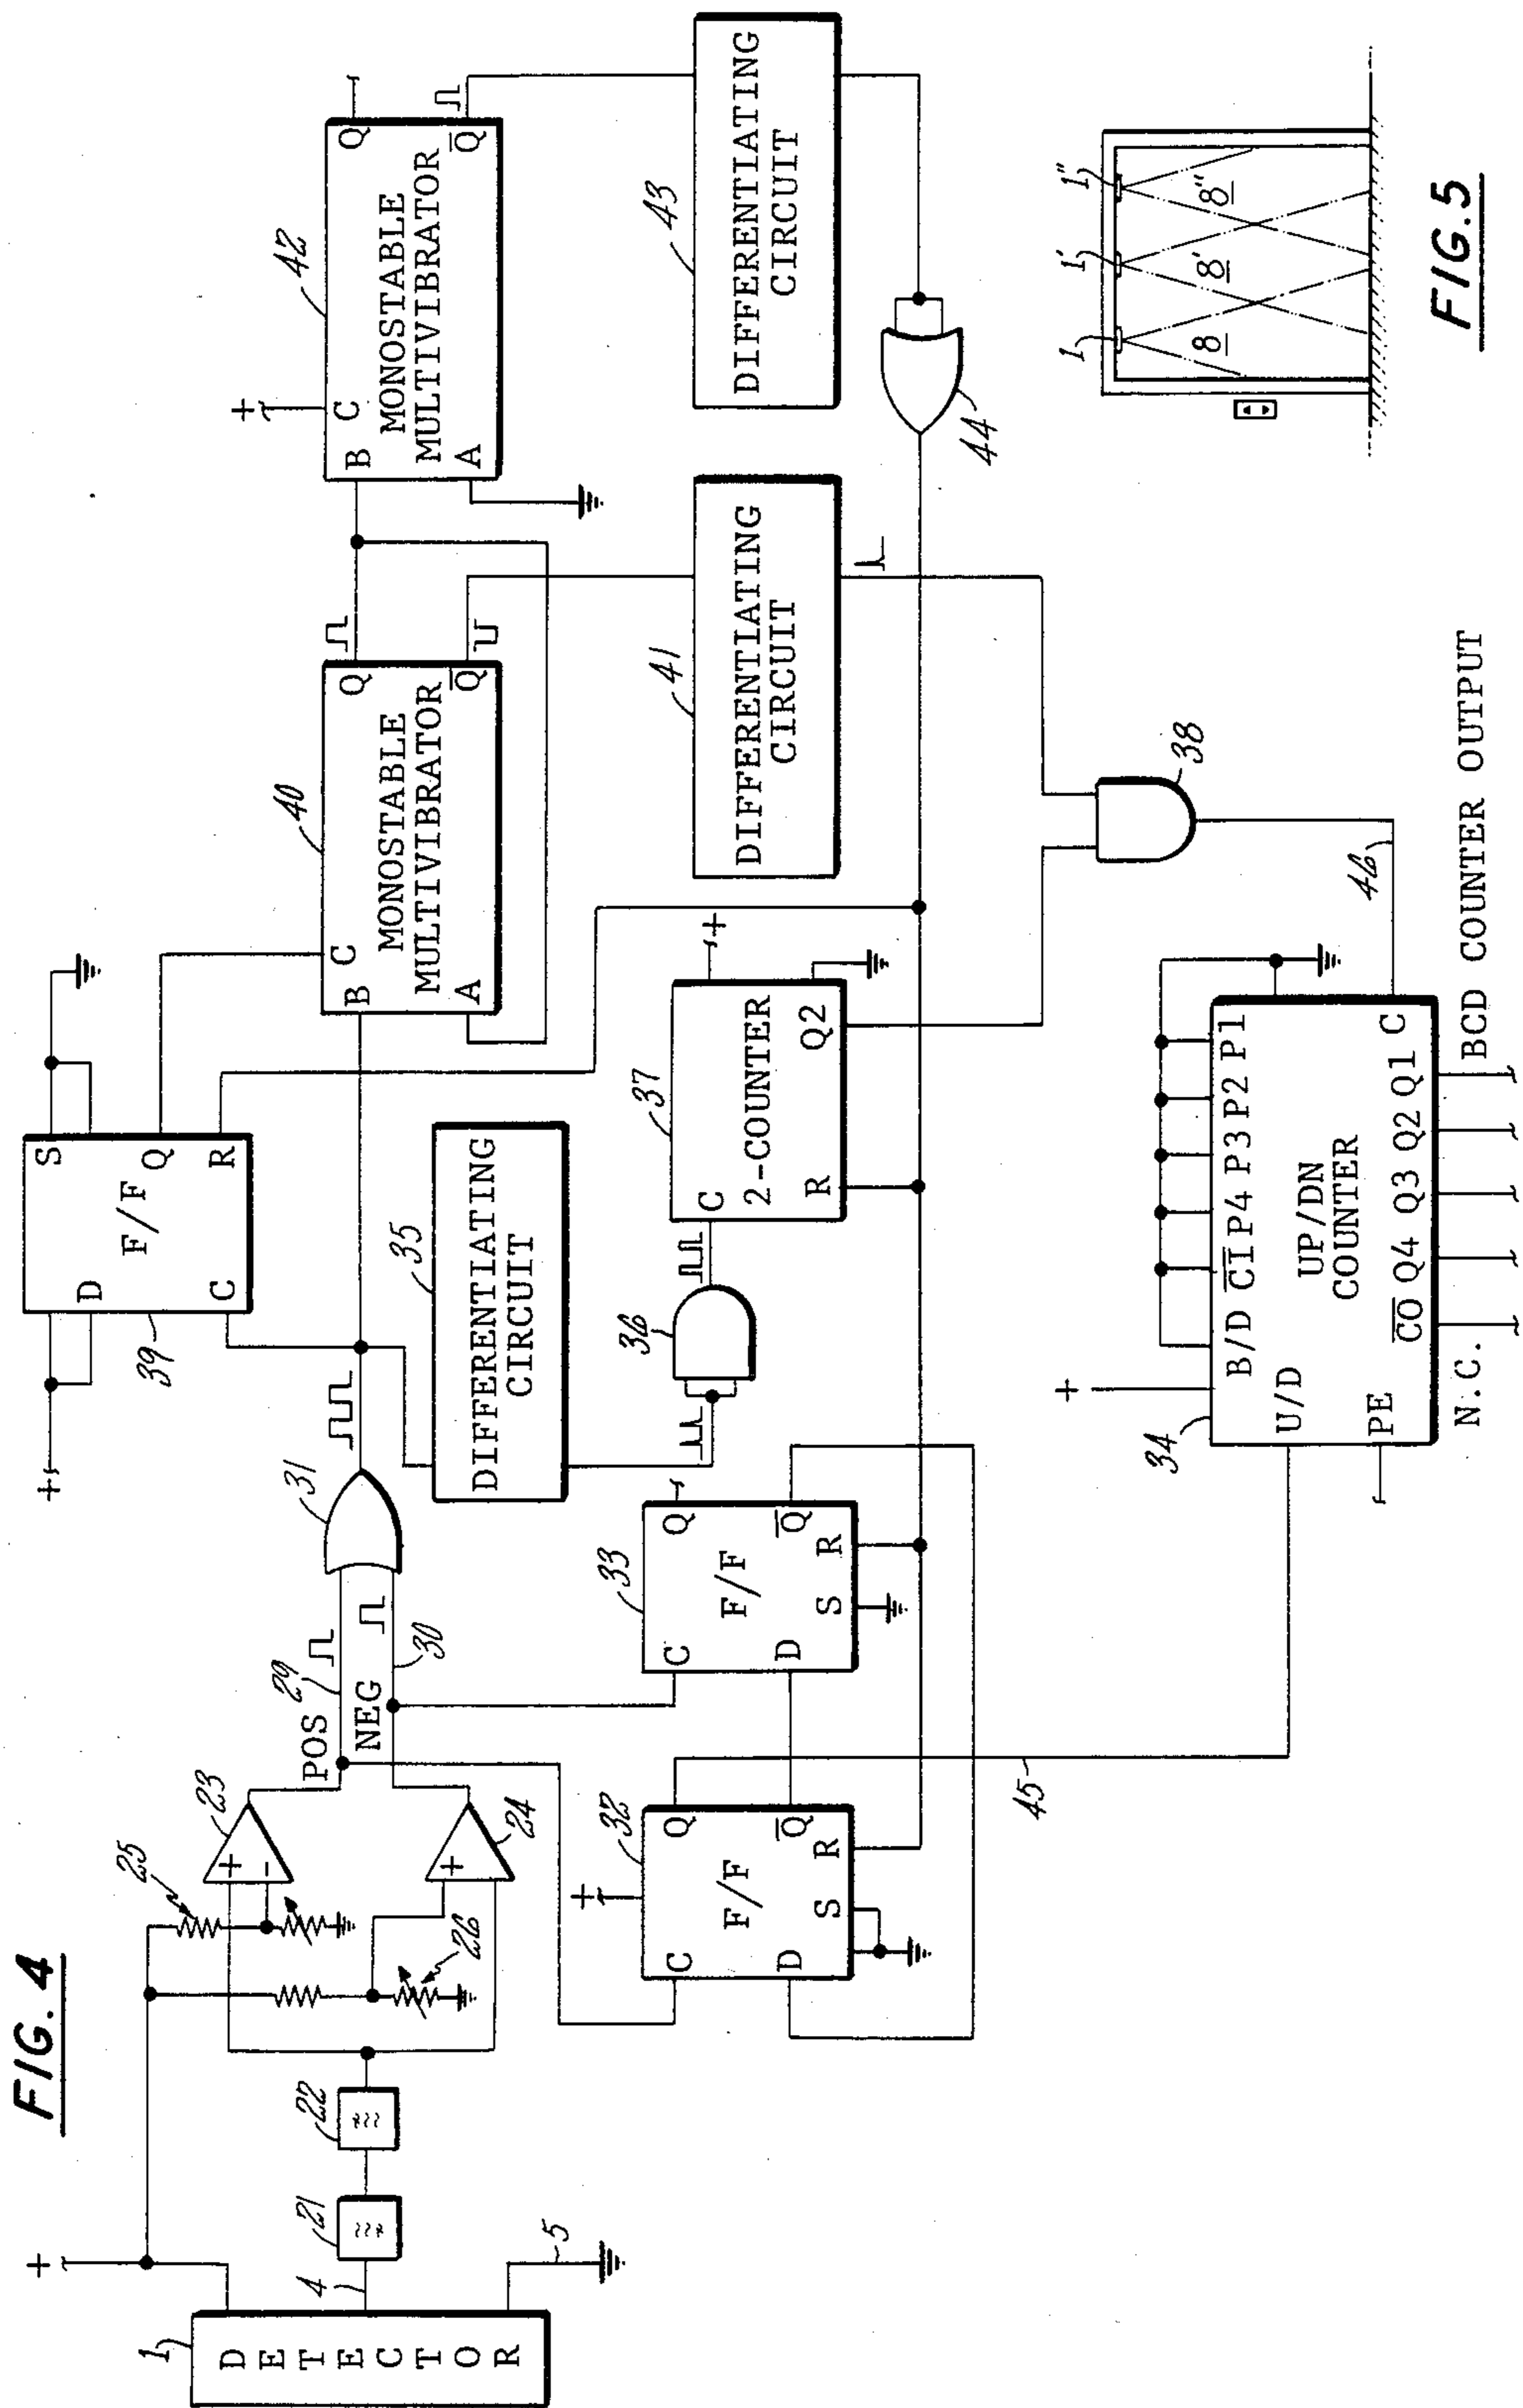 FIG. 4
1
DETECTOR
+
4
5
21
22
25
26
+
-
23
+
24
POS
29
NEG
30
31
+
D
C
S
Q
R
F/F
39
35
DIFFERENTIATING
CIRCUIT
40
B
C
A
Q
Q̅
MONOSTABLE
MULTIVIBRATOR
+
42
B
C
A
Q
Q̅
MONOSTABLE
MULTIVIBRATOR
41
DIFFERENTIATING
CIRCUIT
43
DIFFERENTIATING
CIRCUIT
44
36
37
C
2-COUNTER
R
Q2
+
38
46
+
32
C
Q
F/F
D
S
R
Q̅
33
C
Q
F/F
D
S
R
Q̅
45
+
34
B/D
C̅I̅
P4
P3
P2
P1
U/D
UP/DN
COUNTER
C
PE
C̅O̅
Q4
Q3
Q2
Q1
N.C.
BCD COUNTER OUTPUT
1
1'
1"
8
8'
8"
FIG. 5